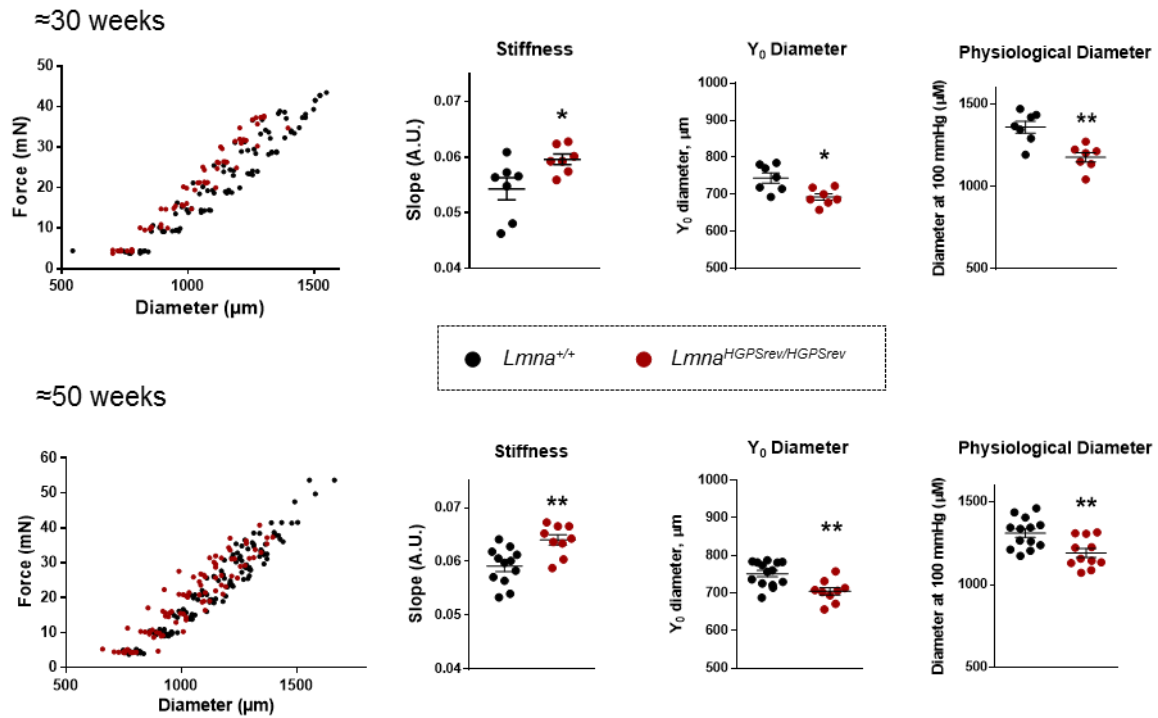 ≈30 weeks
50
40
30
20
10
0
Force (mN)
500
1000
1500
Diameter (µm)
Stiffness
0.07
0.06
0.05
0.04
Slope (A.U.)
*
Y₀ Diameter
1000
900
800
700
600
500
Y₀ diameter, µm
*
Physiological Diameter
1500
1000
500
Diameter at 100 mmHg (µM)
**
Lmna+/+
LmnaHGPSrev/HGPSrev
≈50 weeks
60
50
40
30
20
10
0
Force (mN)
500
1000
1500
Diameter (µm)
Stiffness
0.07
0.06
0.05
0.04
Slope (A.U.)
**
Y₀ Diameter
1000
900
800
700
600
500
Y₀ diameter, µm
**
Physiological Diameter
1500
1000
500
Diameter at 100 mmHg (µM)
**